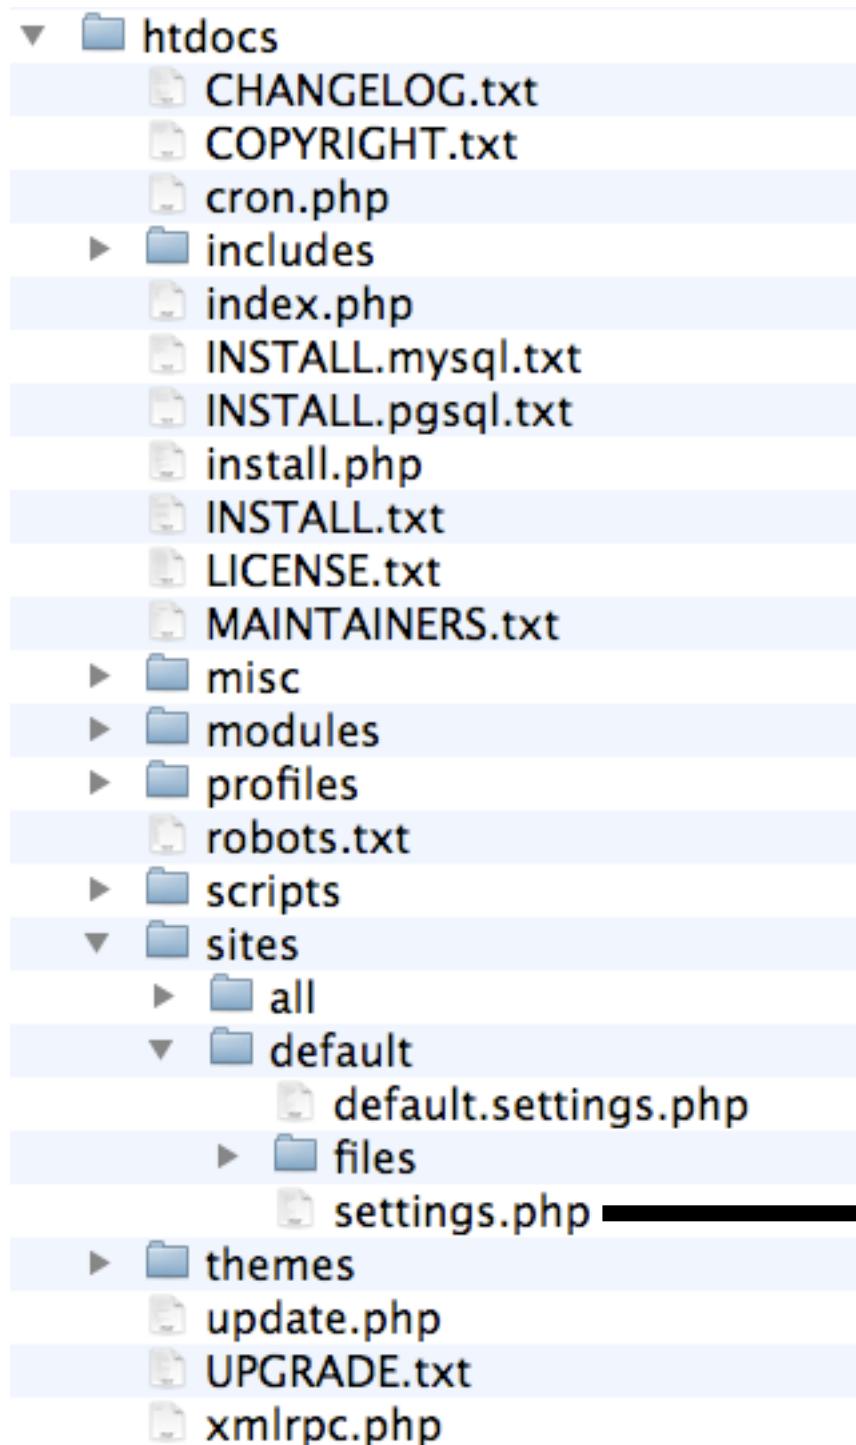 htdocs
CHANGELOG.txt
COPYRIGHT.txt
cron.php
includes
index.php
INSTALL.mysql.txt
INSTALL.pgsql.txt
install.php
INSTALL.txt
LICENSE.txt
MAINTAINERS.txt
misc
modules
profiles
robots.txt
scripts
sites
all
default
default.settings.php
files
settings.php
themes
update.php
UPGRADE.txt
xmlrpc.php